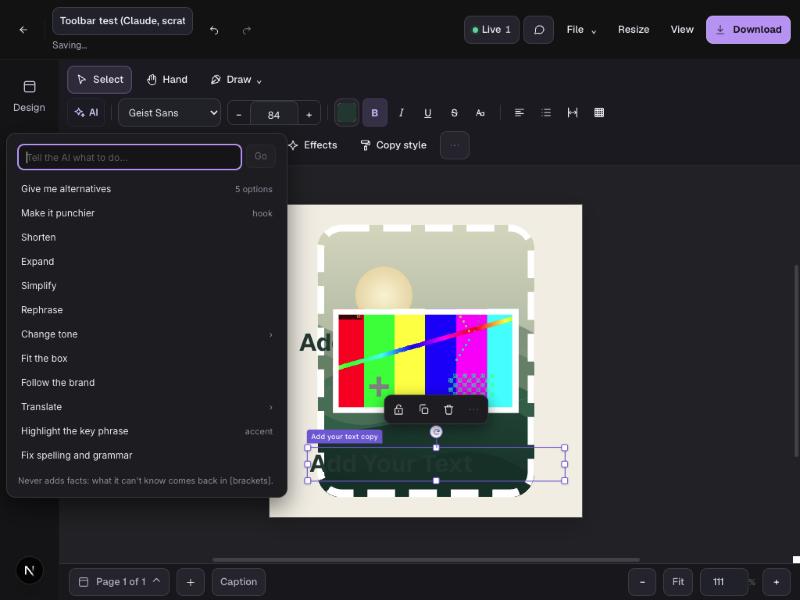 Toolbar test (Claude, scrat
Saving…
Live 1
File
Resize
View
Download
Design
Select
Hand
Draw
AI
Geist Sans
–
84
+
B
I
U
S
Aa
Effects
Copy style
Tell the AI what to do…
Go
Give me alternatives
5 options
Make it punchier
hook
Shorten
Expand
Simplify
Rephrase
Change tone
Fit the box
Follow the brand
Translate
Highlight the key phrase
accent
Fix spelling and grammar
Never adds facts: what it can't know comes back in [brackets].
Ad
Add your text copy
Add Your Text
N
Page 1 of 1
+
Caption
–
Fit
111
%
+